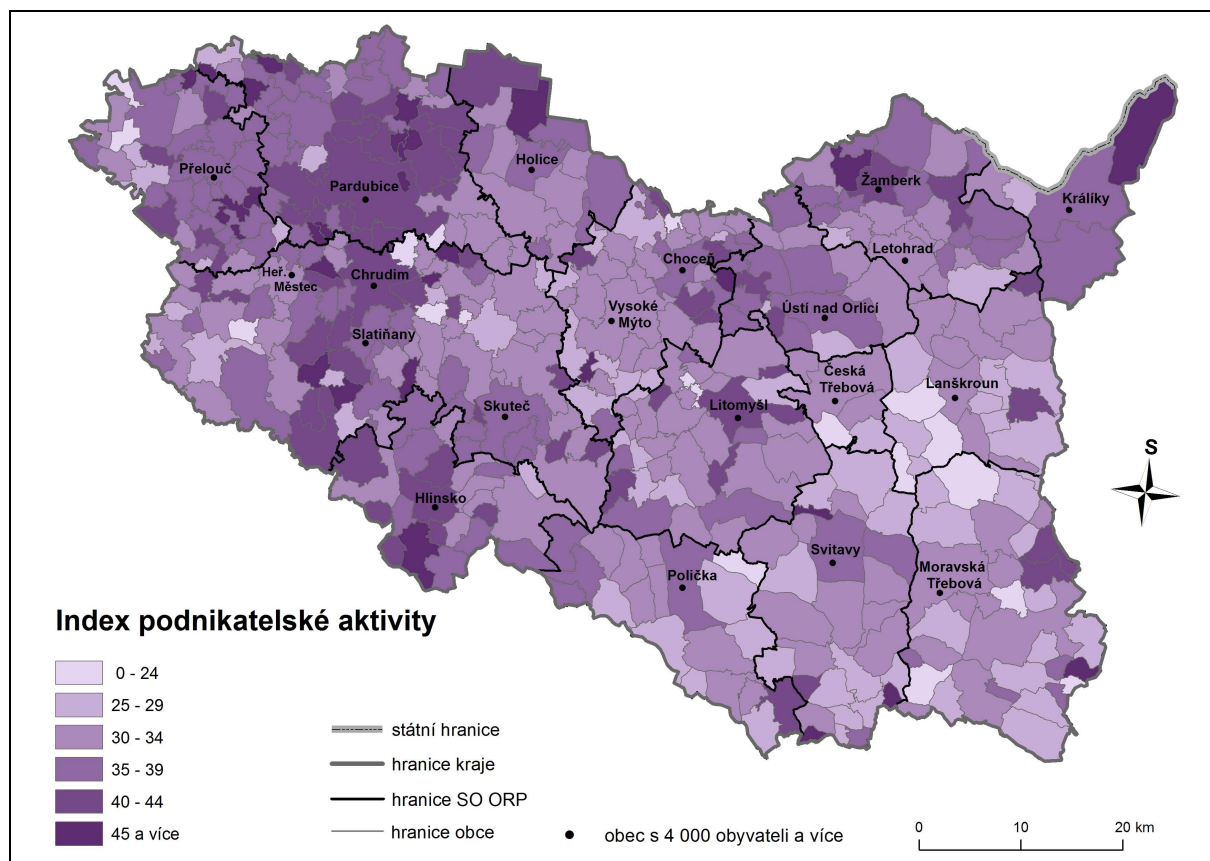 Holice
Přelouč
Pardubice
Žamberk
Králíky
Letohrad
Choceň
Heř.
Městec
Chrudim
Vysoké
Mýto
Ústí nad Orlicí
Slatiňany
Česká
Třebová
Lanškroun
Skuteč
Litomyšl
S
Hlinsko
Svitavy
Polička
Moravská
Třebová
Index podnikatelské aktivity
0 - 24
25 - 29
30 - 34
35 - 39
40 - 44
45 a více
státní hranice
hranice kraje
hranice SO ORP
hranice obce
obec s 4 000 obyvateli a více
0 10 20 km